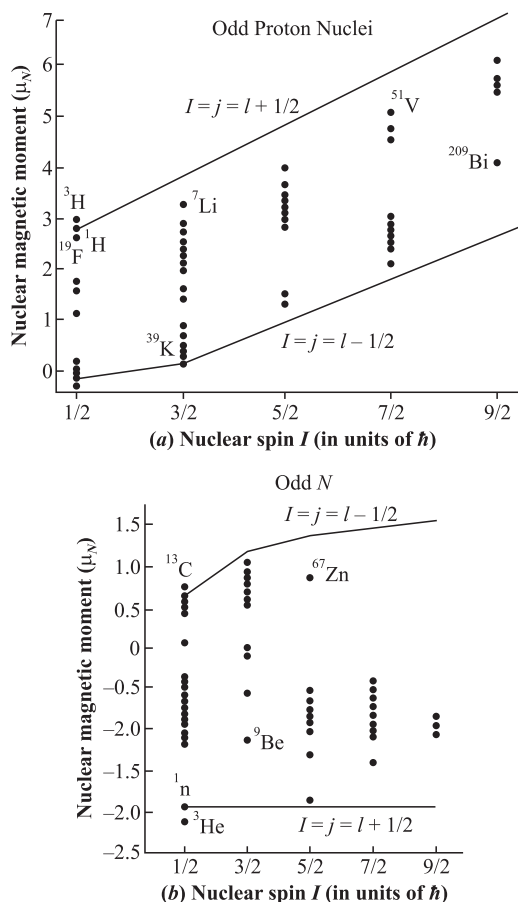 Odd Proton Nuclei
Nuclear magnetic moment (μN)
7
6
5
4
3
2
1
0
I = j = l + 1/2
51V
209Bi
3H
1H
19F
7Li
39K
I = j = l – 1/2
1/2 3/2 5/2 7/2 9/2
(a) Nuclear spin I (in units of ħ)
Odd N
Nuclear magnetic moment (μN)
1.5
1.0
0.5
0
–0.5
–2.0
–1.5
–2.0
–2.5
I = j = l – 1/2
13C
67Zn
9Be
1n
3He
I = j = l + 1/2
1/2 3/2 5/2 7/2 9/2
(b) Nuclear spin I (in units of ħ)